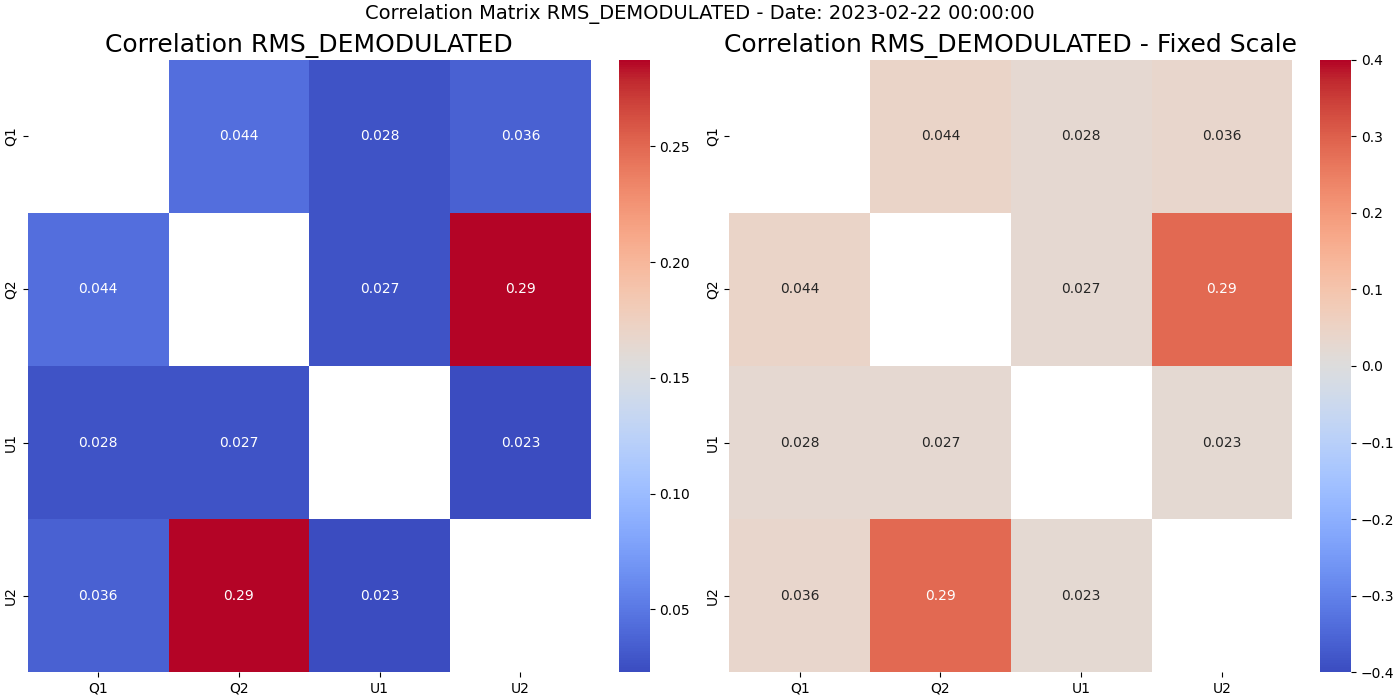 Correlation Matrix RMS_DEMODULATED - Date: 2023-02-22 00:00:00
Correlation RMS_DEMODULATED
Q1
0.044
0.028
0.036
Q2
0.044
0.027
0.29
U1
0.028
0.027
0.023
U2
0.036
0.29
0.023
Q1
Q2
U1
U2
0.25
0.20
0.15
0.10
0.05
Correlation RMS_DEMODULATED - Fixed Scale
Q1
0.044
0.028
0.036
Q2
0.044
0.027
0.29
U1
0.028
0.027
0.023
U2
0.036
0.29
0.023
Q1
Q2
U1
U2
0.4
0.3
0.2
0.1
0.0
−0.1
−0.2
−0.3
−0.4